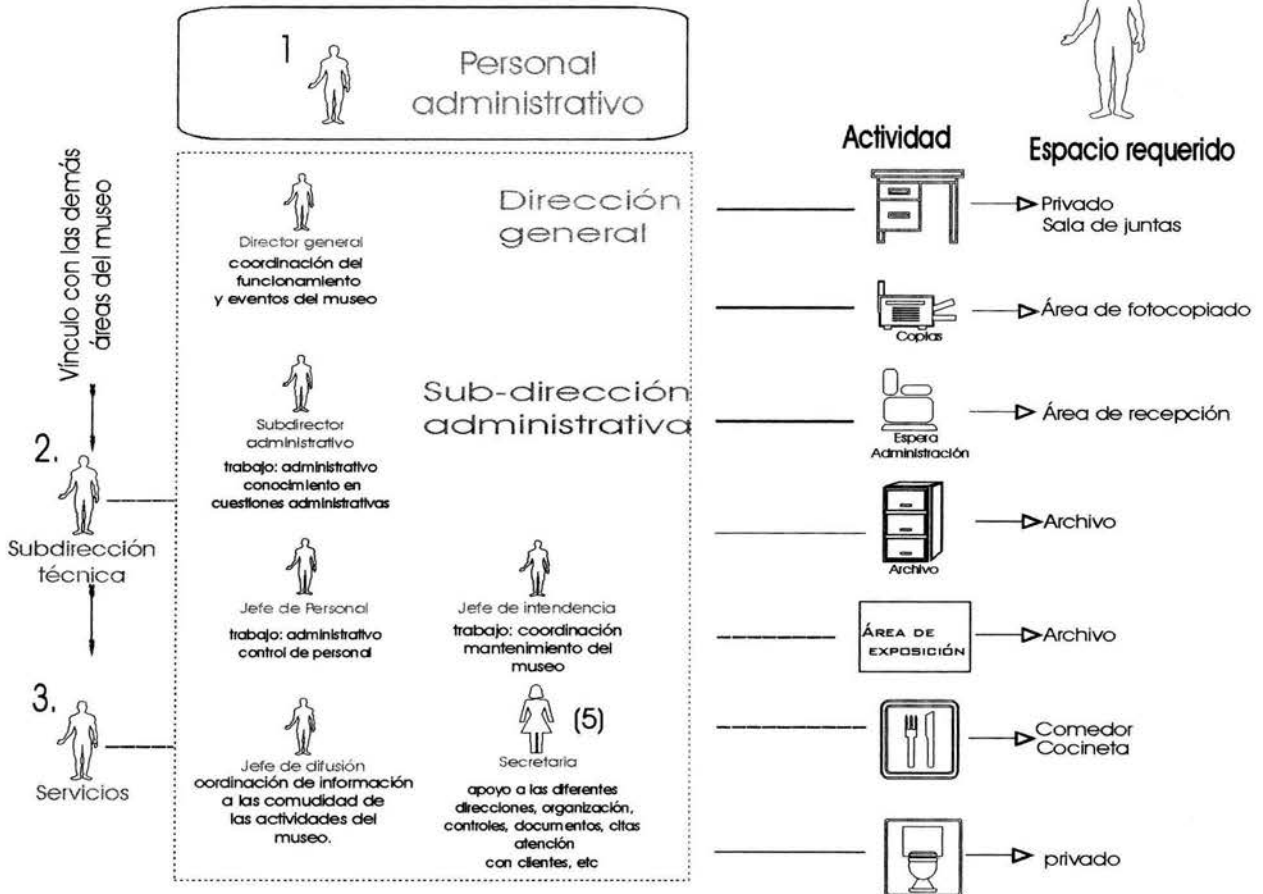 1
Personal
administrativo
Vínculo con las demás
áreas del museo
2.
Subdirección
técnica
3.
Servicios
Dirección
general
Director general
coordinación del
funcionamiento
y eventos del museo
Sub-dirección
administrativa
Subdirector
administrativo
trabajo: administrativo
conocimiento en
cuestiones administrativas
Jefe de Personal
trabajo: administrativo
control de personal
Jefe de intendencia
trabajo: coordinación
mantenimiento del
museo
Jefe de difusión
oordinación de información
a las comudidad de
las actividades del
museo.
(5)
Secretaria
apoyo a las diferentes
direcciones, organización,
controles, documentos, citas
atención
con clientes, etc
Actividad
Espacio requerido
Privado
Sala de juntas
Copias
Área de fotocopiado
Espera
Administración
Área de recepción
Archivo
Archivo
ÁREA DE
EXPOSICIÓN
Archivo
Comedor
Cocineta
privado